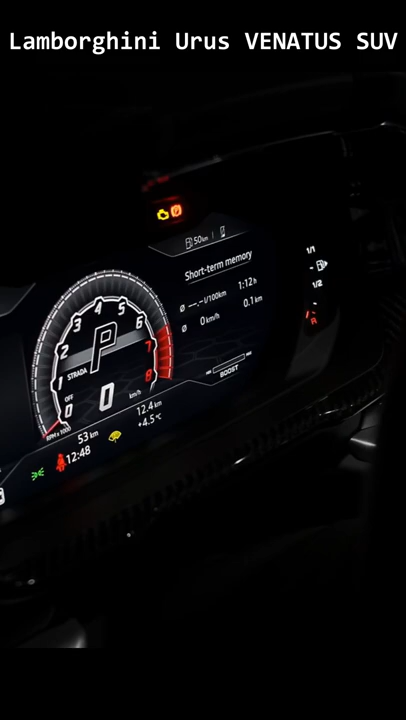 Lamborghini Urus VENATUS SUV
50km
Short-term memory
Ø --.- l/100km 1:12 h
Ø 0 km/h 0.1 km
1/1
1/2
R
0 1 2 3 4 5 6 7 8
P
STRADA
OFF
0 km/h
RPM x 1000
BOOST
53 km
12.4 km
12:48
+4.5 °C